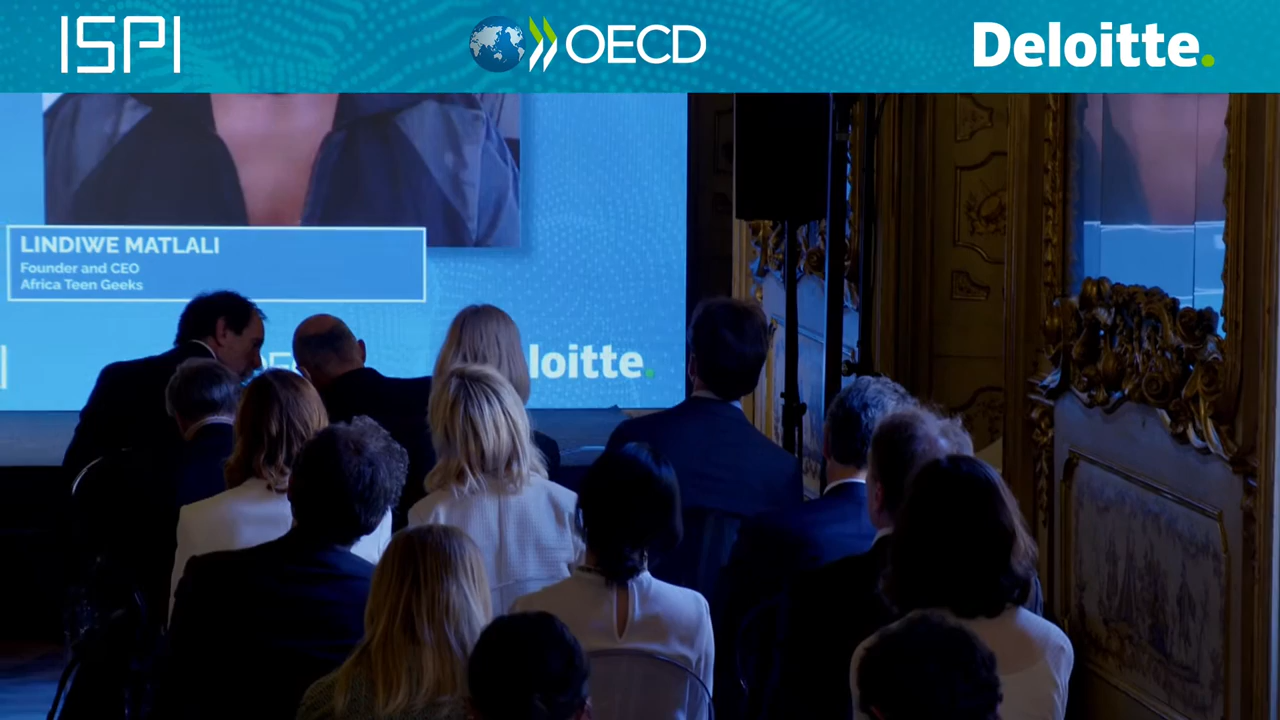 ISPI
OECD
Deloitte.
LINDIWE MATLALI
Founder and CEO
Africa Teen Geeks
loitte.